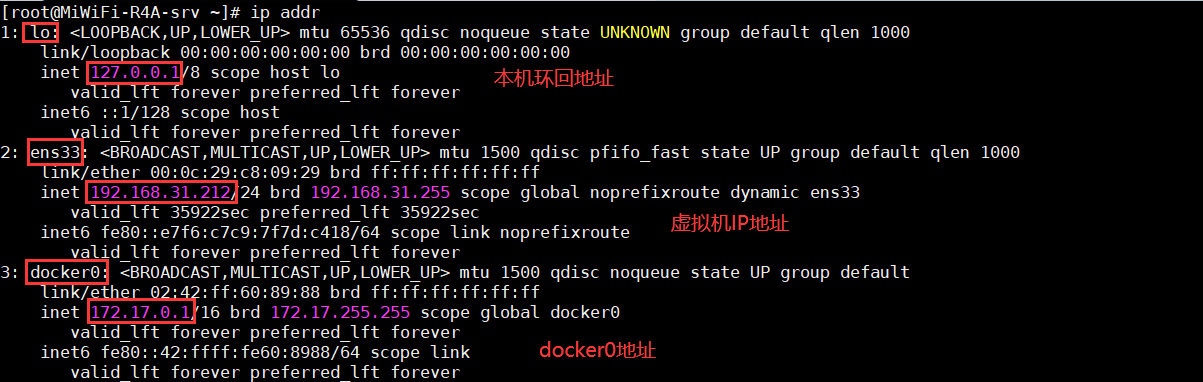 [root@MiWiFi-R4A-srv ~]# ip addr
1: lo: <LOOPBACK,UP,LOWER_UP> mtu 65536 qdisc noqueue state UNKNOWN group default qlen 1000
link/loopback 00:00:00:00:00:00 brd 00:00:00:00:00:00
inet 127.0.0.1/8 scope host lo
本机环回地址
valid_lft forever preferred_lft forever
inet6 ::1/128 scope host
valid_lft forever preferred_lft forever
2: ens33: <BROADCAST,MULTICAST,UP,LOWER_UP> mtu 1500 qdisc pfifo_fast state UP group default qlen 1000
link/ether 00:0c:29:c8:09:29 brd ff:ff:ff:ff:ff:ff
inet 192.168.31.212/24 brd 192.168.31.255 scope global noprefixroute dynamic ens33
valid_lft 35922sec preferred_lft 35922sec
虚拟机IP地址
inet6 fe80::e7f6:c7c9:7f7d:c418/64 scope link noprefixroute
valid_lft forever preferred_lft forever
3: docker0: <BROADCAST,MULTICAST,UP,LOWER_UP> mtu 1500 qdisc noqueue state UP group default
link/ether 02:42:ff:60:89:88 brd ff:ff:ff:ff:ff:ff
inet 172.17.0.1/16 brd 172.17.255.255 scope global docker0
valid_lft forever preferred_lft forever
inet6 fe80::42:ffff:fe60:8988/64 scope link
docker0地址
valid_lft forever preferred_lft forever